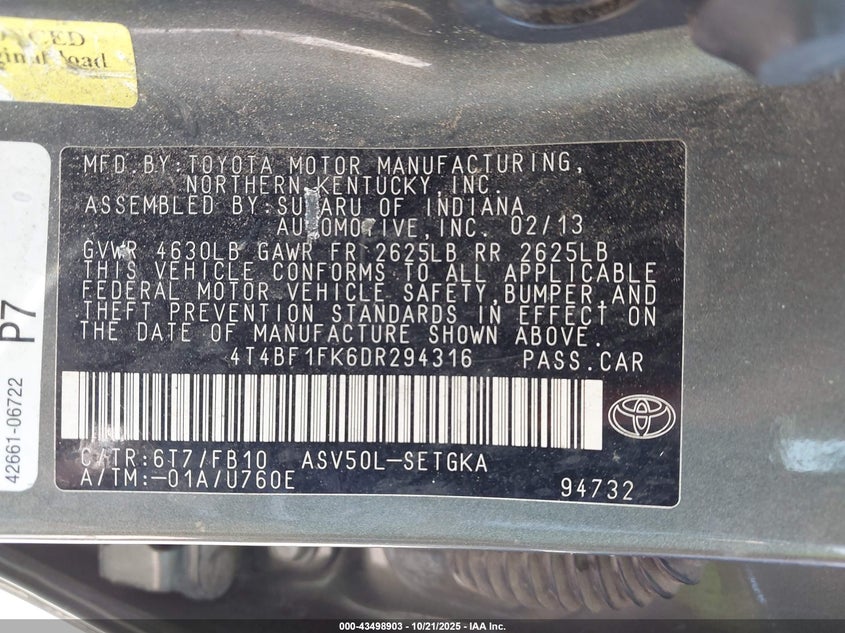 NCED
ginal load
P7
42661-06722
MFD.BY:TOYOTA MOTOR MANUFACTURING,
NORTHERN KENTUCKY,INC.
ASSEMBLED BY:SUBARU OF INDIANA
AUTOMOTIVE,INC. 02/13
GVWR 4630LB GAWR FR 2625LB RR 2625LB
THIS VEHICLE CONFORMS TO ALL APPLICABLE
FEDERAL MOTOR VEHICLE SAFETY,BUMPER,AND
THEFT PREVENTION STANDARDS IN EFFECT ON
THE DATE OF MANUFACTURE SHOWN ABOVE.
4T4BF1FK6DR294316 PASS.CAR
C/TR:6T7/FB10 ASV50L-SETGKA
A/TM:-01A/U760E 94732
000-43498903 | 10/21/2025 | IAA Inc.